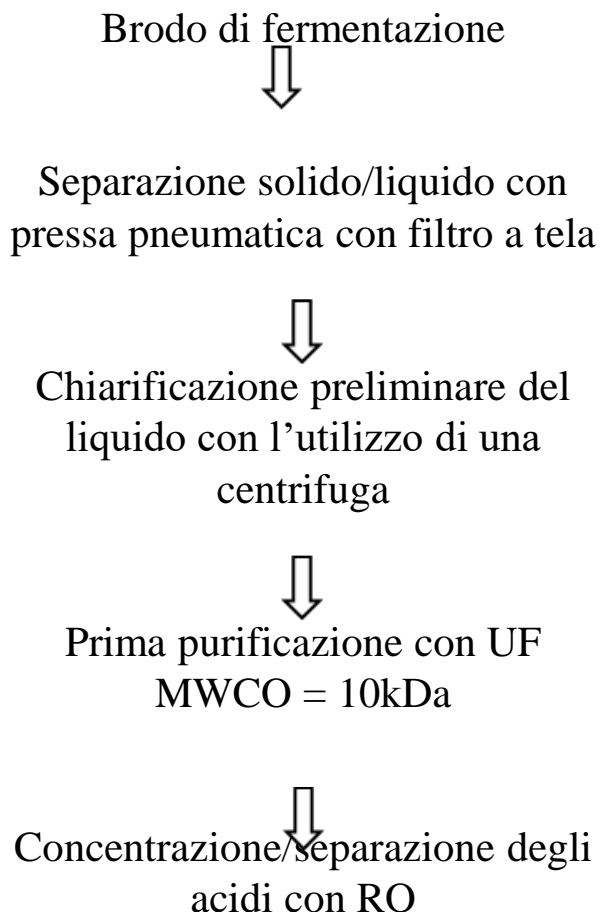 Brodo di fermentazione
Separazione solido/liquido con
pressa pneumatica con filtro a tela
Chiarificazione preliminare del
liquido con l’utilizzo di una
centrifuga
Prima purificazione con UF
MWCO = 10kDa
Concentrazione/separazione degli
acidi con RO